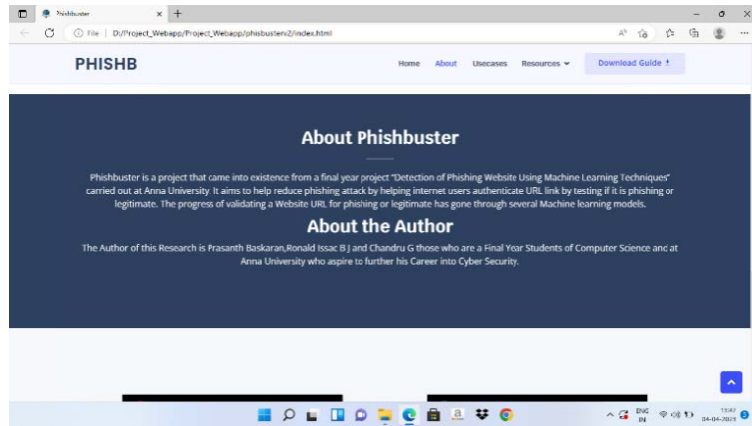 Phishbuster
File D:/Project_Webapp/Project_Webapp/phisbusterv2/index.html
PHISHB
Home About Usecases Resources Download Guide
About Phishbuster
Phishbuster is a project that came into existence from a final year project "Detection of Phishing Website Using Machine Learning Techniques"
carried out at Anna University. It aims to help reduce phishing attack by helping internet users authenticate URL link by testing if it is phishing or
legitimate. The progress of validating a Website URL for phishing or legitimate has gone through several Machine learning models.
About the Author
The Author of this Research is Prasanth Baskaran,Ronald Issac B J and Chandru G those who are a Final Year Students of Computer Science and at
Anna University who aspire to further his Career into Cyber Security.
ENG
IN
04-04-2023